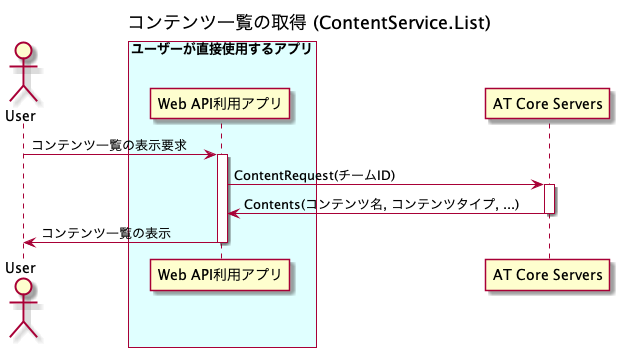 コンテンツ一覧の取得 (ContentService.List)
ユーザーが直接使用するアプリ
User
Web API利用アプリ
AT Core Servers
コンテンツ一覧の表示要求
ContentRequest(チームID)
Contents(コンテンツ名, コンテンツタイプ, ...)
コンテンツ一覧の表示
User
Web API利用アプリ
AT Core Servers